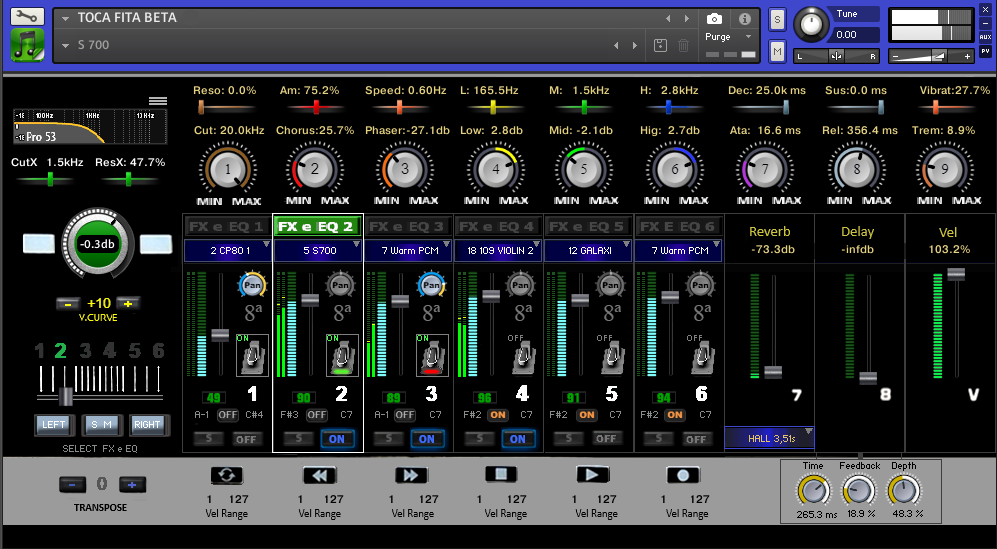 TOCA FITA BETA
S 700
Purge
S
M
Tune
0.00
L R
- +
AUX
PV
Reso: 0.0% Am: 75.2% Speed: 0.60Hz L: 165.5Hz M: 1.5kHz H: 2.8kHz Dec: 25.0k ms Sus:0.0 ms Vibrat:27.7%
Cut: 20.0kHz Chorus:25.7% Phaser:-27.1db Low: 2.8db Mid: -2.1db Hig: 2.7db Ata: 16.6 ms Rel: 356.4 ms Trem: 8.9%
1 2 3 4 5 6 7 8 9
MIN MAX MIN MAX MIN MAX MIN MAX MIN MAX MIN MAX MIN MAX MIN MAX MIN MAX
-18 100Hz 1kHz 10kHz
-18 Fro 53
CutX 1.5kHz ResX: 47.7%
-0.3db
- +10 +
V.CURVE
1 2 3 4 5 6
LEFT S M RIGHT
SELECT FX e EQ
FX e EQ 1 FX e EQ 2 FX e EQ 3 FX e EQ 4 FX e EQ 5 FX E EQ 6
2 CP80 1 5 S700 7 Warm PCM 18 109 VIOLIN 2 12 GALAXI 7 Warm PCM
Pan Pan Pan Pan Pan Pan
8a 8a 8a 8a 8a 8a
ON ON ON OFF OFF OFF
1 2 3 4 5 6
49 90 89 96 91 94
A-1 OFF C#4 F#3 OFF C7 A-1 OFF C7 F#2 ON C7 F#2 ON C7 F#2 ON C7
S OFF S ON S ON S ON S OFF S OFF
Reverb Delay Vel
-73.3db -infdb 103.2%
7 8 V
HALL 3,51s
- 0 +
TRANSPOSE
1 127 1 127 1 127 1 127 1 127 1 127
Vel Range Vel Range Vel Range Vel Range Vel Range Vel Range
Time Feedback Depth
265.3 ms 18.9 % 48.3 %